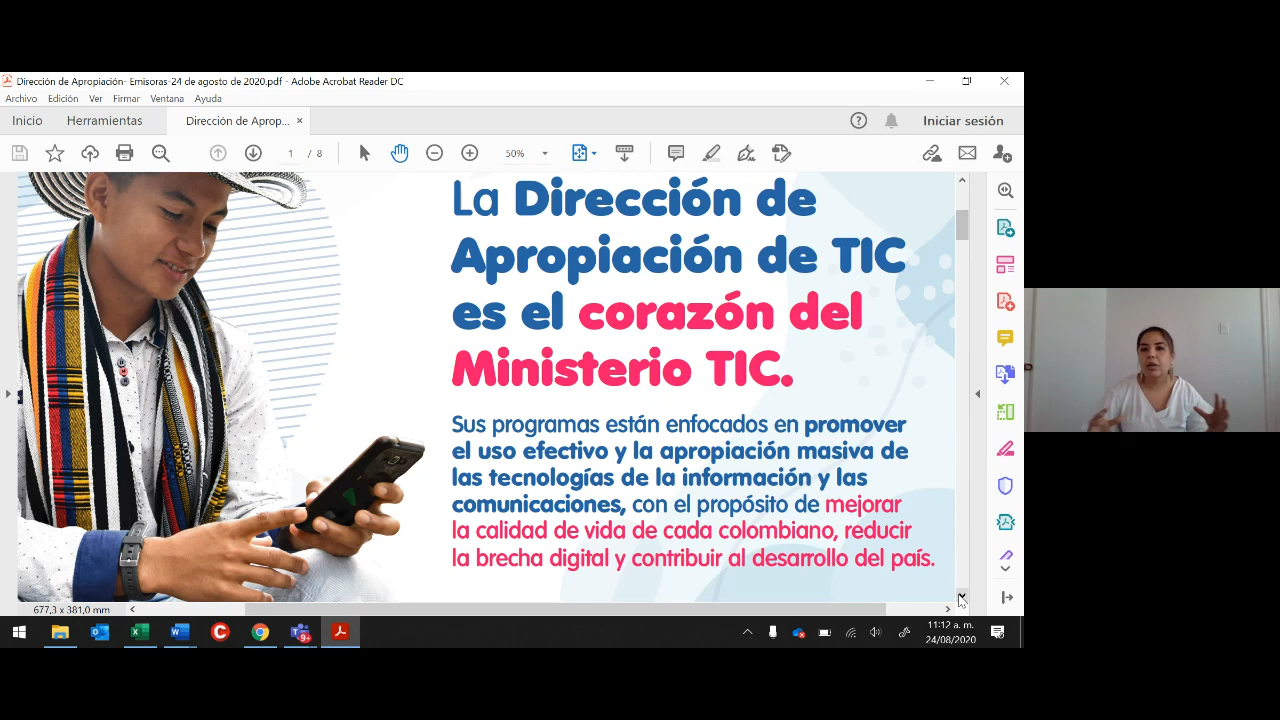 Dirección de Apropiación- Emisoras-24 de agosto de 2020.pdf - Adobe Acrobat Reader DC
Archivo Edición Ver Firmar Ventana Ayuda
Inicio Herramientas Dirección de Aprop... × Iniciar sesión
1 / 8 50%
La Dirección de
Apropiación de TIC
es el corazón del
Ministerio TIC.
Sus programas están enfocados en promover
el uso efectivo y la apropiación masiva de
las tecnologías de la información y las
comunicaciones, con el propósito de mejorar
la calidad de vida de cada colombiano, reducir
la brecha digital y contribuir al desarrollo del país.
677,3 x 381,0 mm
9+
11:12 a. m.
24/08/2020